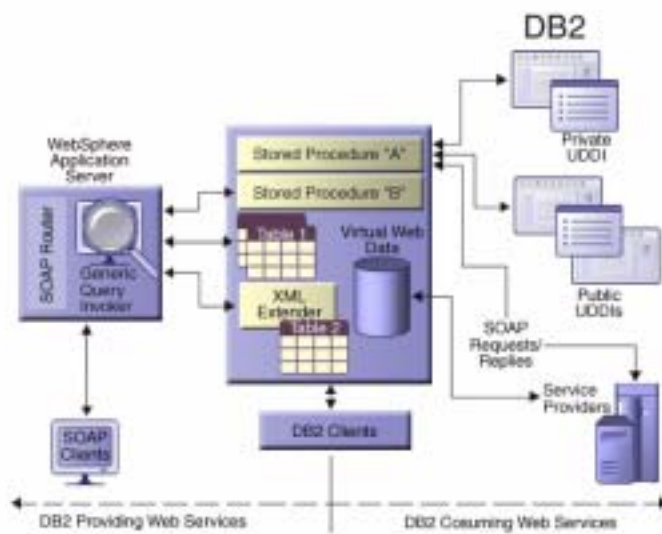 DB2
WebSphere
Application
Server
SOAP Router
Generic
Query
Invoker
SOAP
Clients
Stored Procedure "A"
Stored Procedure "B"
Table 1
Virtual Web
Data
XML
Extender
Table 2
DB2 Clients
Private
UDDI
Public
UDDIs
SOAP
Requests/
Replies
Service
Providers
DB2 Providing Web Services
DB2 Cosuming Web Services